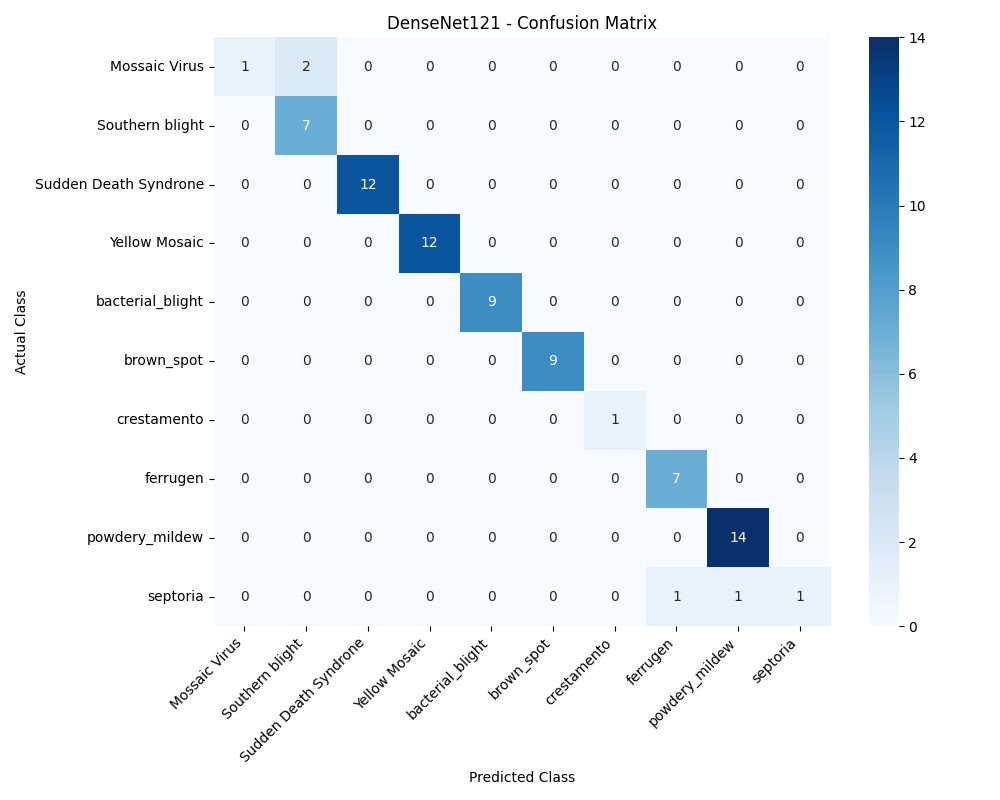 DenseNet121 - Confusion Matrix
Mossaic Virus 1 2 0 0 0 0 0 0 0 0
Southern blight 0 7 0 0 0 0 0 0 0 0
Sudden Death Syndrome 0 0 12 0 0 0 0 0 0 0
Yellow Mosaic 0 0 0 12 0 0 0 0 0 0
bacterial_blight 0 0 0 0 9 0 0 0 0 0
brown_spot 0 0 0 0 0 9 0 0 0 0
crestamento 0 0 0 0 0 0 1 0 0 0
ferrugen 0 0 0 0 0 0 0 7 0 0
powdery_mildew 0 0 0 0 0 0 0 0 14 0
septoria 0 0 0 0 0 0 0 1 1 1
Actual Class
Mossaic Virus
Southern blight
Sudden Death Syndrone
Yellow Mosaic
bacterial_blight
brown_spot
crestamento
ferrugen
powdery_mildew
septoria
Predicted Class
14
12
10
8
6
4
2
0